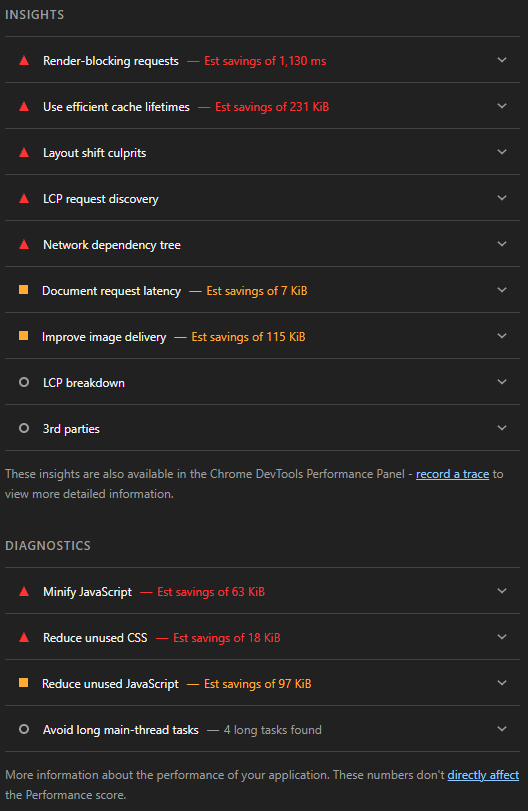 INSIGHTS
Render-blocking requests — Est savings of 1,130 ms
Use efficient cache lifetimes — Est savings of 231 KiB
Layout shift culprits
LCP request discovery
Network dependency tree
Document request latency — Est savings of 7 KiB
Improve image delivery — Est savings of 115 KiB
LCP breakdown
3rd parties
These insights are also available in the Chrome DevTools Performance Panel - record a trace to
view more detailed information.
DIAGNOSTICS
Minify JavaScript — Est savings of 63 KiB
Reduce unused CSS — Est savings of 18 KiB
Reduce unused JavaScript — Est savings of 97 KiB
Avoid long main-thread tasks — 4 long tasks found
More information about the performance of your application. These numbers don't directly affect
the Performance score.